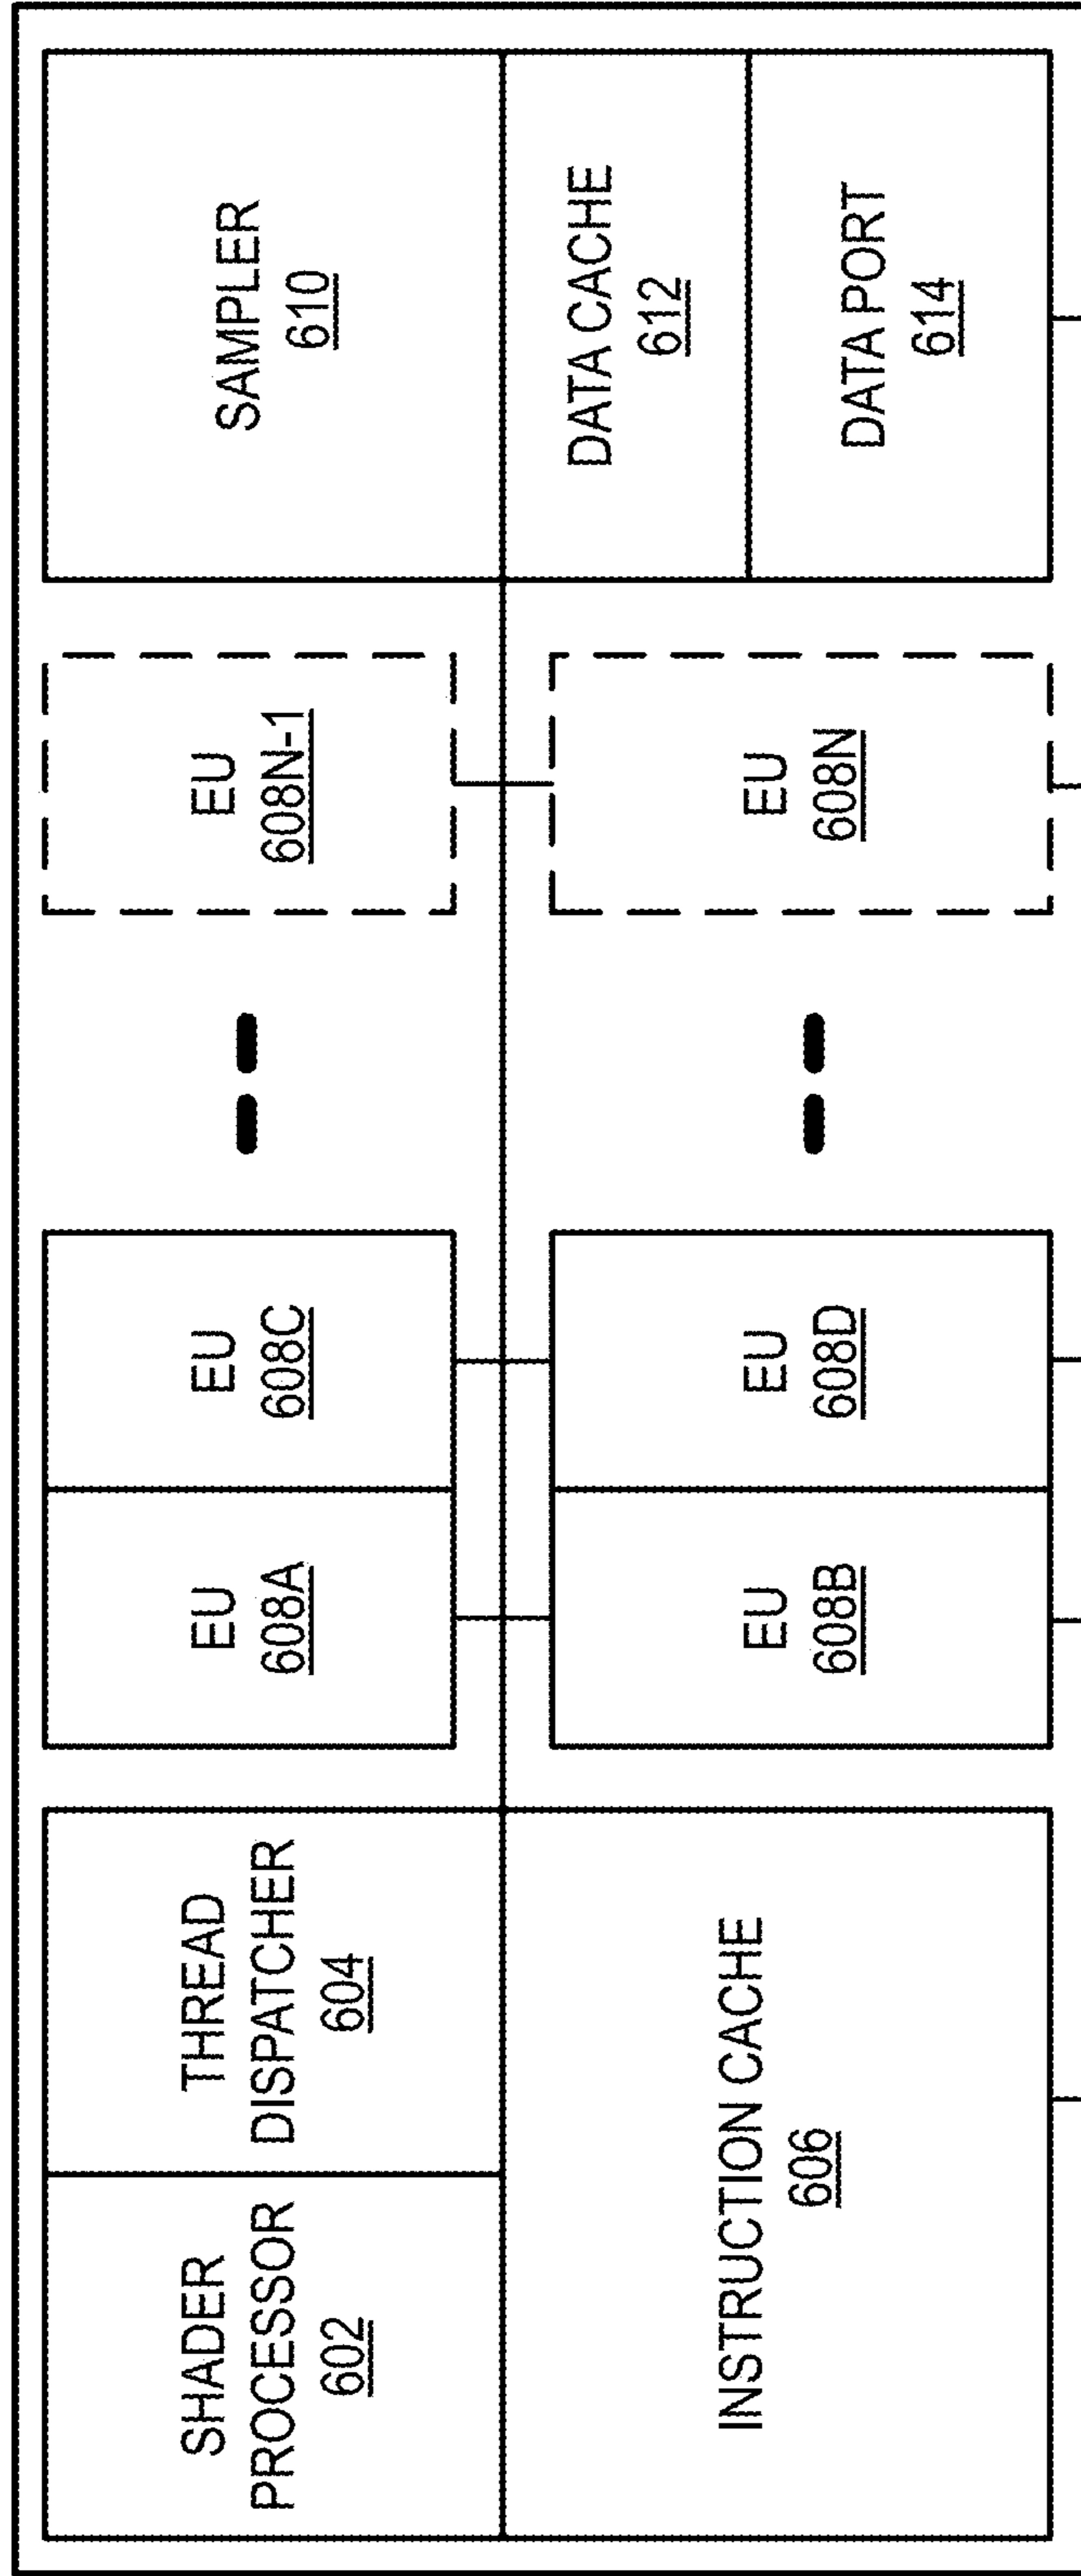 SHADER
PROCESSOR
602
THREAD
DISPATCHER
604
INSTRUCTION CACHE
606
EU
608A
EU
608C
EU
608B
EU
608D
EU
608N-1
EU
608N
SAMPLER
610
DATA CACHE
612
DATA PORT
614